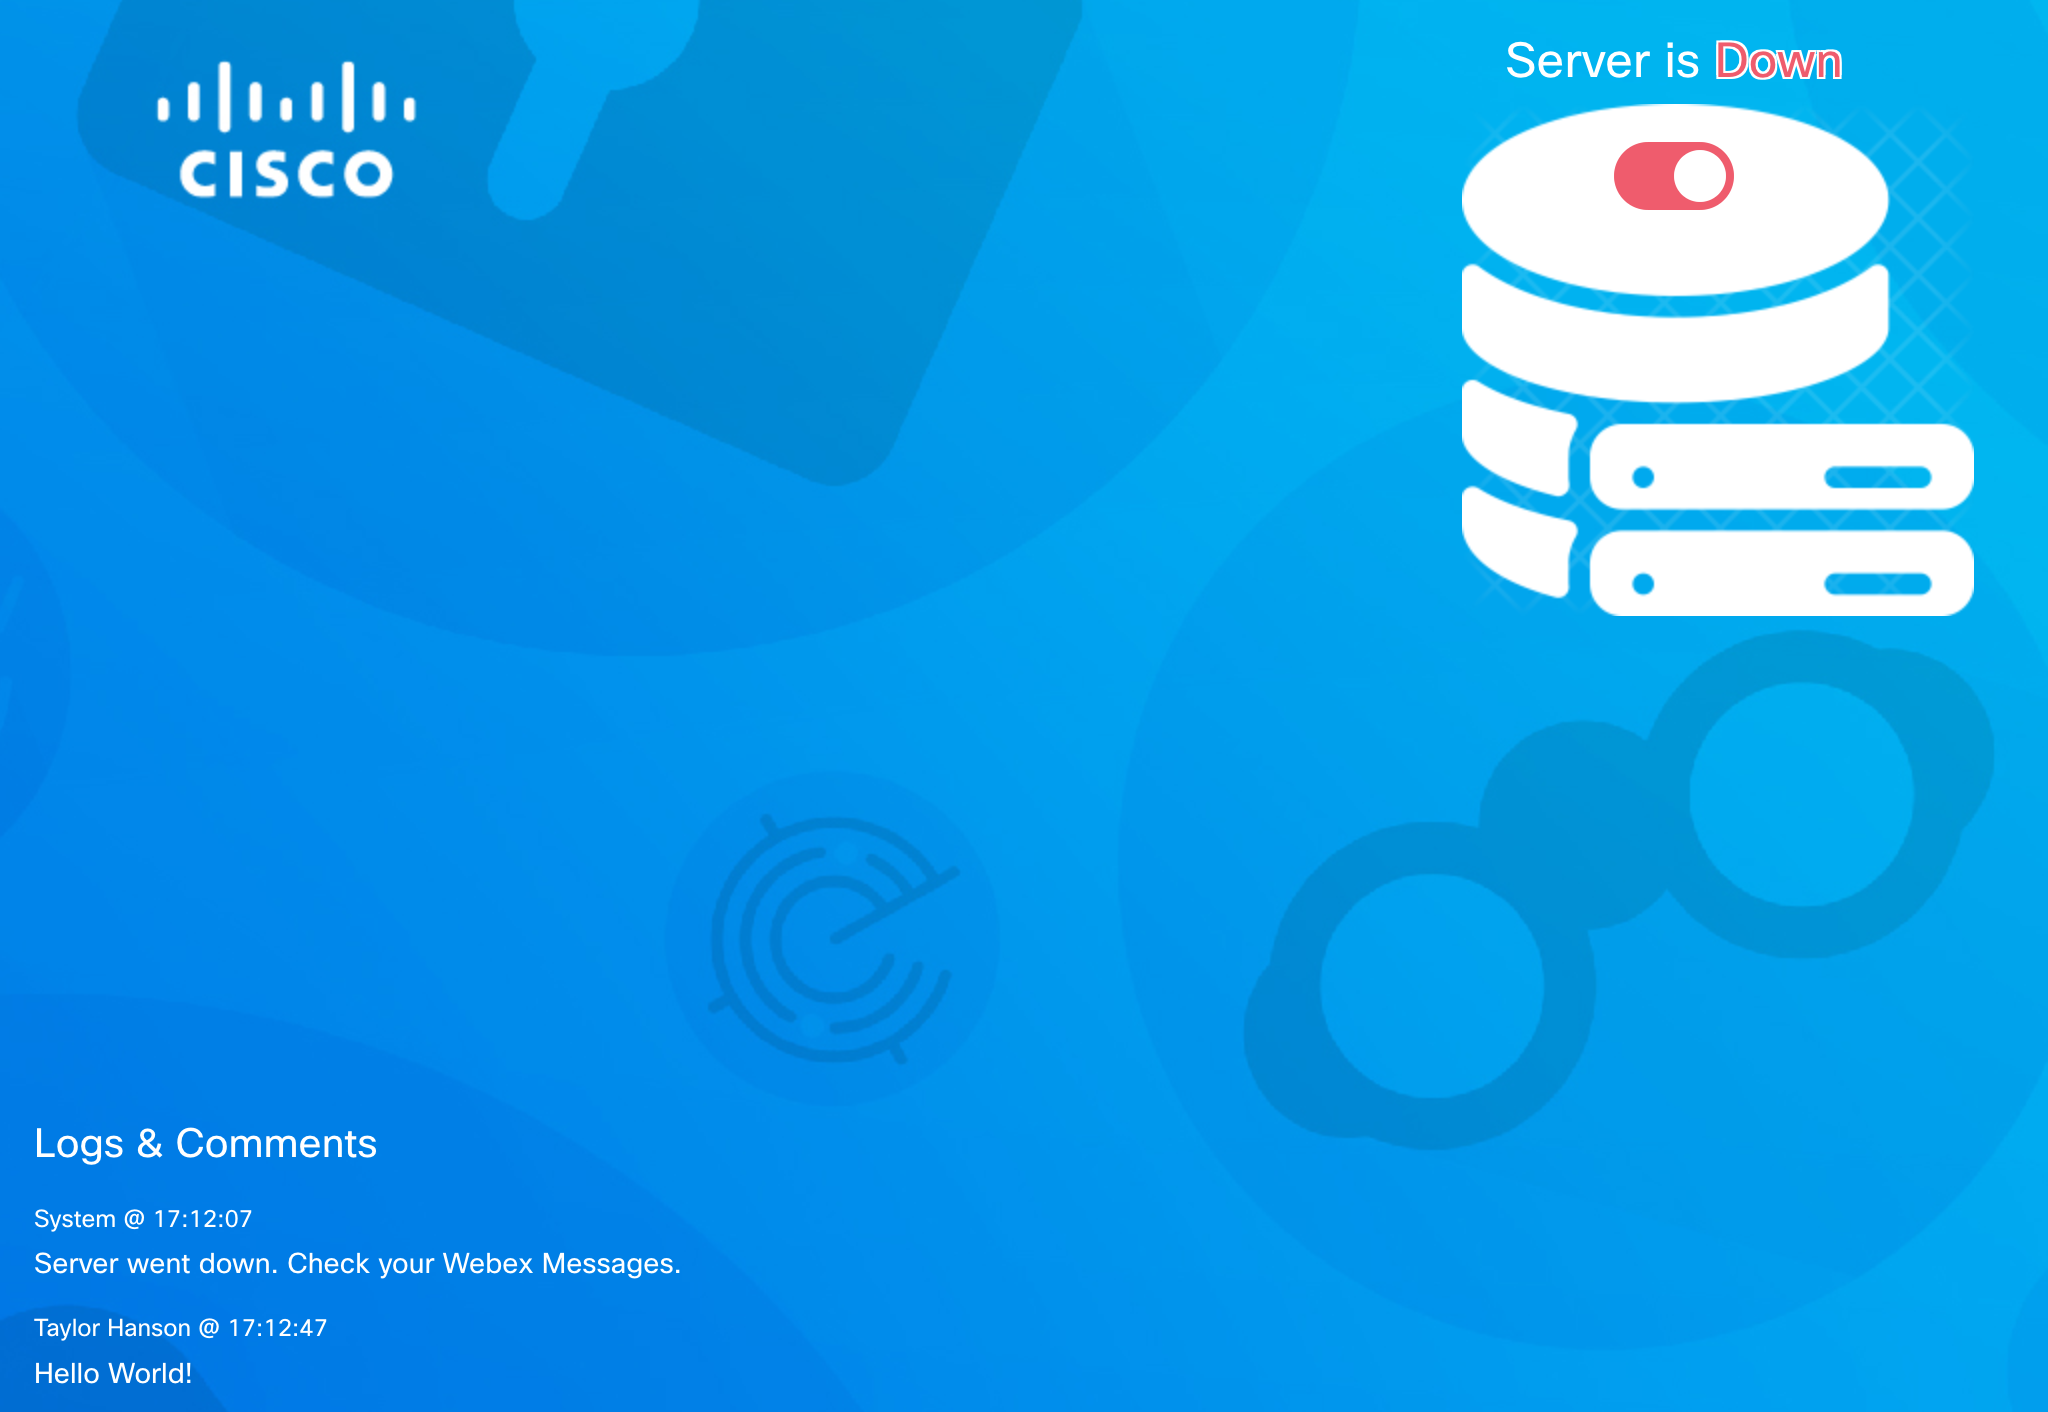 CISCO
Server is Down
Logs & Comments
System @ 17:12:07
Server went down. Check your Webex Messages.
Taylor Hanson @ 17:12:47
Hello World!